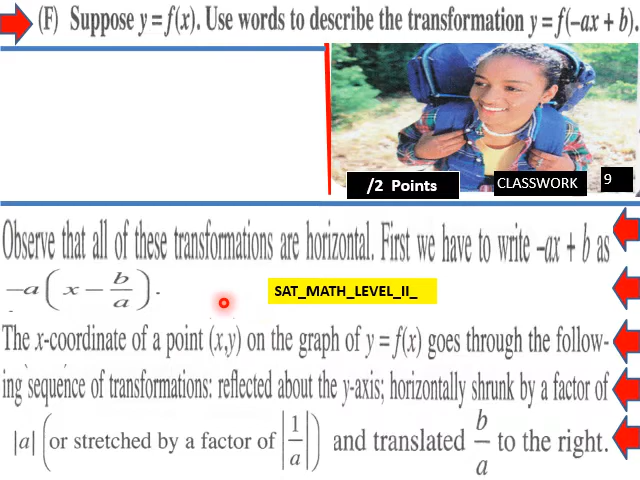 (F) Suppose y = f(x). Use words to describe the transformation y = f(–ax + b).
/2 Points
CLASSWORK
9
Observe that all of these transformations are horizontal. First we have to write –ax + b as
–a(x – b/a).
SAT_MATH_LEVEL_II_
The x-coordinate of a point (x,y) on the graph of y = f(x) goes through the follow-
ing sequence of transformations: reflected about the y-axis; horizontally shrunk by a factor of
|a| (or stretched by a factor of |1/a|) and translated b/a to the right.